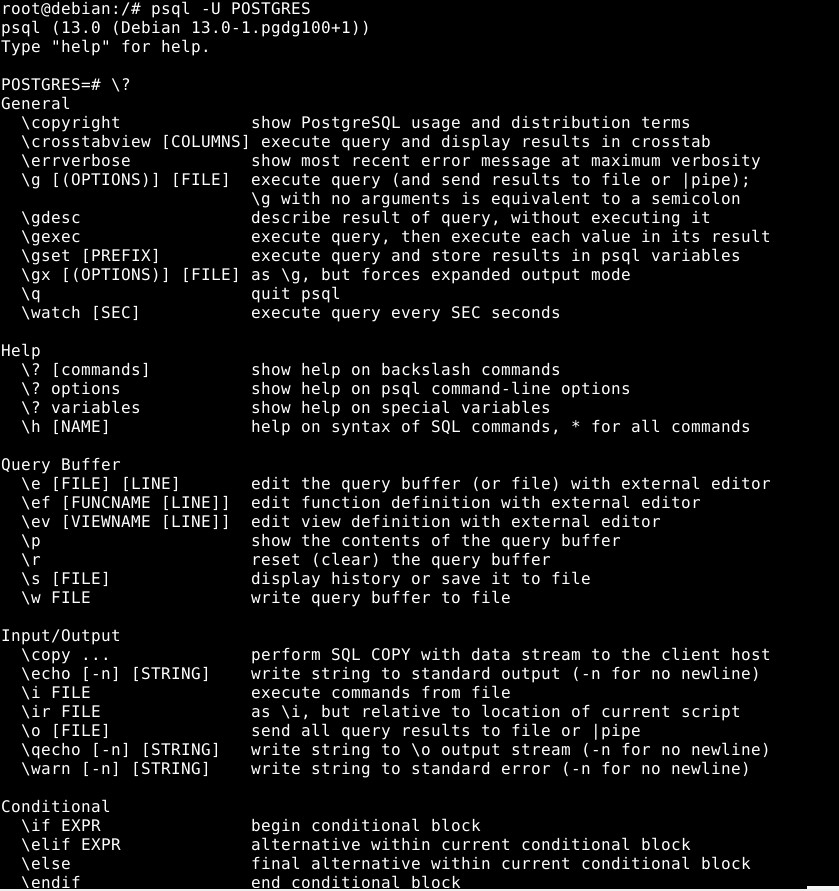 root@debian:/# psql -U POSTGRES
psql (13.0 (Debian 13.0-1.pgdg100+1))
Type "help" for help.

POSTGRES=# \?
General
  \copyright             show PostgreSQL usage and distribution terms
  \crosstabview [COLUMNS] execute query and display results in crosstab
  \errverbose            show most recent error message at maximum verbosity
  \g [(OPTIONS)] [FILE]  execute query (and send results to file or |pipe);
                         \g with no arguments is equivalent to a semicolon
  \gdesc                 describe result of query, without executing it
  \gexec                 execute query, then execute each value in its result
  \gset [PREFIX]         execute query and store results in psql variables
  \gx [(OPTIONS)] [FILE] as \g, but forces expanded output mode
  \q                     quit psql
  \watch [SEC]           execute query every SEC seconds

Help
  \? [commands]          show help on backslash commands
  \? options             show help on psql command-line options
  \? variables           show help on special variables
  \h [NAME]              help on syntax of SQL commands, * for all commands

Query Buffer
  \e [FILE] [LINE]       edit the query buffer (or file) with external editor
  \ef [FUNCNAME [LINE]]  edit function definition with external editor
  \ev [VIEWNAME [LINE]]  edit view definition with external editor
  \p                     show the contents of the query buffer
  \r                     reset (clear) the query buffer
  \s [FILE]              display history or save it to file
  \w FILE                write query buffer to file

Input/Output
  \copy ...              perform SQL COPY with data stream to the client host
  \echo [-n] [STRING]    write string to standard output (-n for no newline)
  \i FILE                execute commands from file
  \ir FILE               as \i, but relative to location of current script
  \o [FILE]              send all query results to file or |pipe
  \qecho [-n] [STRING]   write string to \o output stream (-n for no newline)
  \warn [-n] [STRING]    write string to standard error (-n for no newline)

Conditional
  \if EXPR               begin conditional block
  \elif EXPR             alternative within current conditional block
  \else                  final alternative within current conditional block
  \endif                 end conditional block